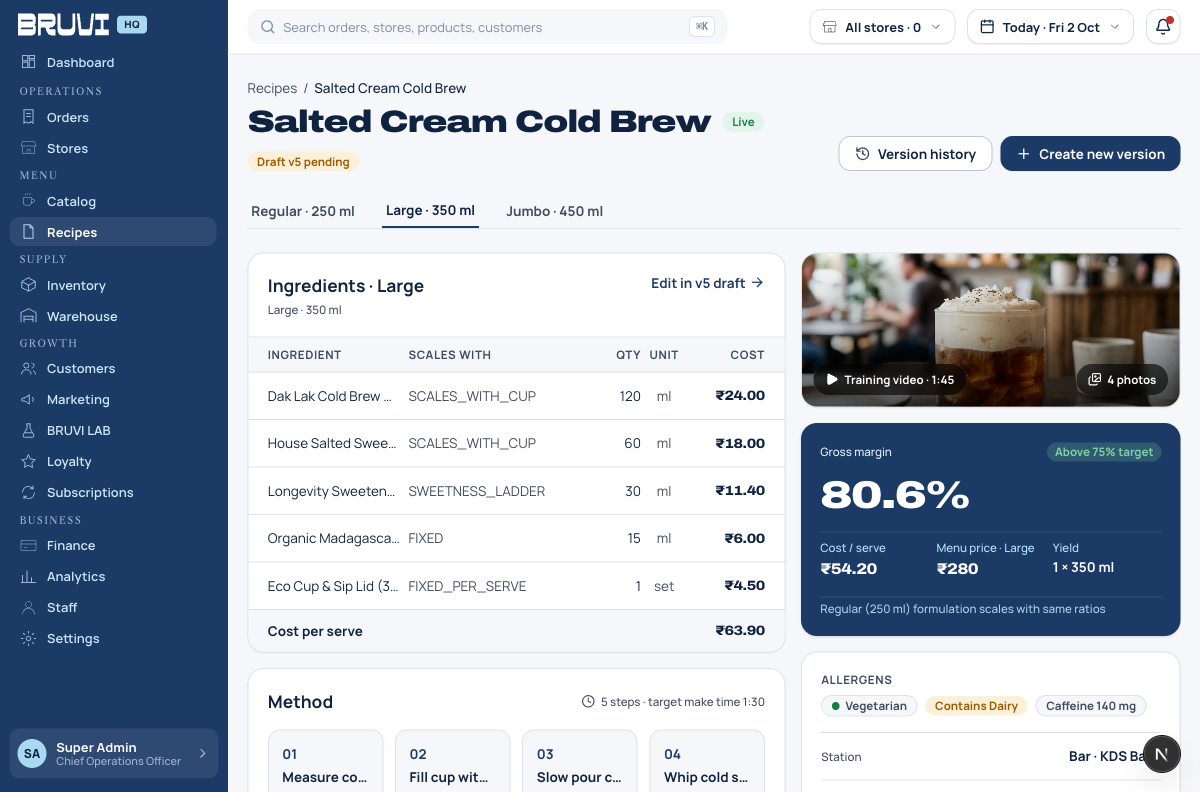 BRUVI HQ
Search orders, stores, products, customers
⌘K
All stores · 0
Today · Fri 2 Oct
Dashboard
OPERATIONS
Orders
Stores
MENU
Catalog
Recipes
SUPPLY
Inventory
Warehouse
GROWTH
Customers
Marketing
BRUVI LAB
Loyalty
Subscriptions
BUSINESS
Finance
Analytics
Staff
Settings
SA
Super Admin
Chief Operations Officer
Recipes / Salted Cream Cold Brew
Salted Cream Cold Brew Live
Draft v5 pending
Version history
+ Create new version
Regular · 250 ml Large · 350 ml Jumbo · 450 ml
Ingredients · Large
Edit in v5 draft →
Large · 350 ml
INGREDIENT SCALES WITH QTY UNIT COST
Dak Lak Cold Brew ... SCALES_WITH_CUP 120 ml ₹24.00
House Salted Swee... SCALES_WITH_CUP 60 ml ₹18.00
Longevity Sweeten... SWEETNESS_LADDER 30 ml ₹11.40
Organic Madagasca... FIXED 15 ml ₹6.00
Eco Cup & Sip Lid (3... FIXED_PER_SERVE 1 set ₹4.50
Cost per serve ₹63.90
Method
5 steps · target make time 1:30
01
Measure co...
02
Fill cup wit...
03
Slow pour c...
04
Whip cold s...
Training video · 1:45
4 photos
Gross margin
Above 75% target
80.6%
Cost / serve
₹54.20
Menu price · Large
₹280
Yield
1 × 350 ml
Regular (250 ml) formulation scales with same ratios
ALLERGENS
Vegetarian
Contains Dairy
Caffeine 140 mg
Station
Bar · KDS Ba
N